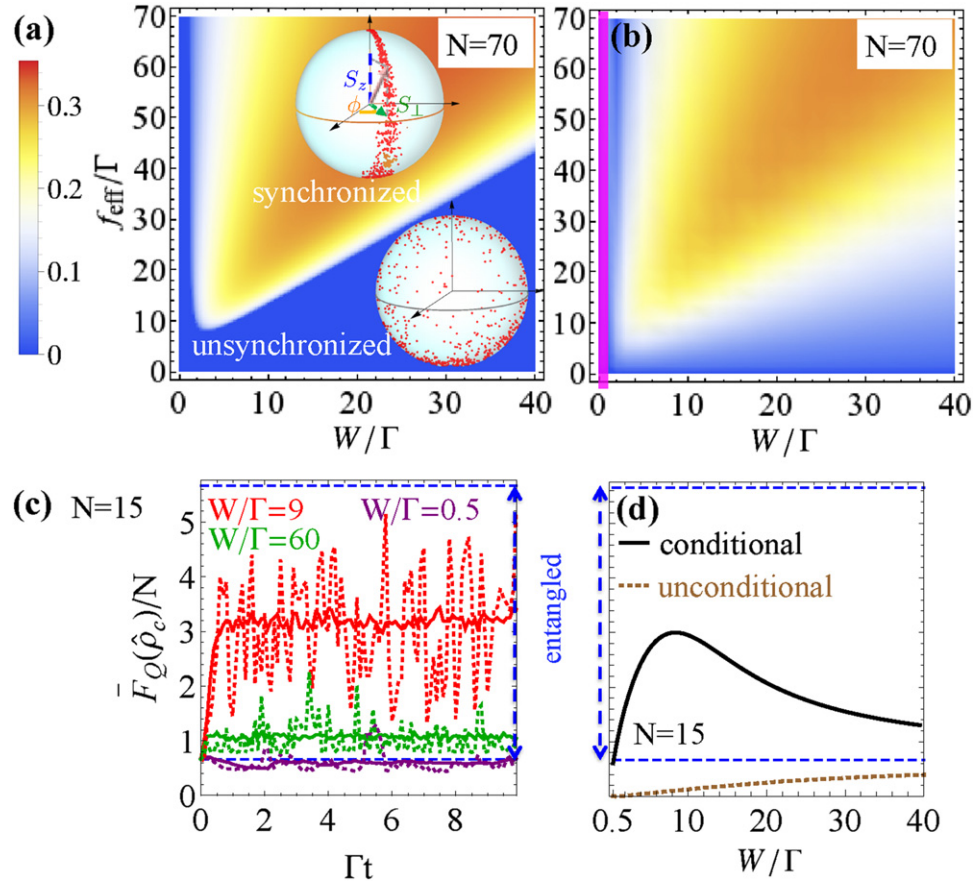 (a)
N=70
0.3
0.2
0.1
0
f_eff/Γ
70
60
50
40
30
20
10
0
S_z
ϕ
S_⊥
synchronized
unsynchronized
0 10 20 30 40
W/Γ
(b)
N=70
70
60
50
40
30
20
10
0
0 10 20 30 40
W/Γ
(c) N=15
W/Γ=9 W/Γ=0.5
W/Γ=60
F̄_Q(ρ̂_c)/N
5
4
3
2
1
0
0 2 4 6 8
Γt
entangled
(d)
conditional
unconditional
N=15
0.5 10 20 30 40
W/Γ